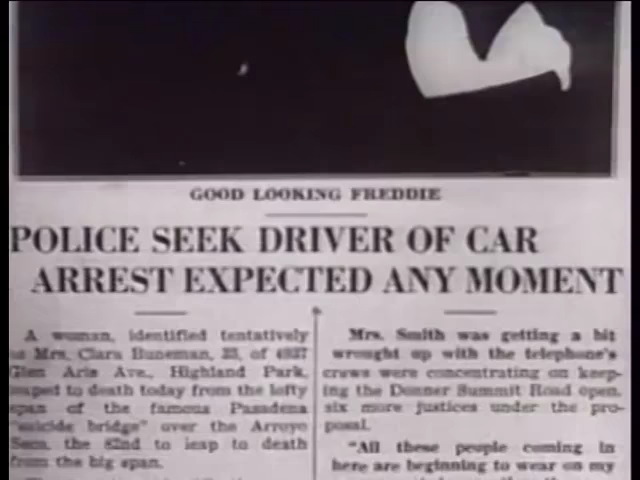 GOOD LOOKING FREDDIE
POLICE SEEK DRIVER OF CAR
ARREST EXPECTED ANY MOMENT
A woman, identified tentatively
as Mrs. Clara Buneman, 23, of 4937
Glen Arie Ave., Highland Park,
leaped to death today from the lofty
span of the famous Pasadena
"suicide bridge" over the Arroyo
Seco, the 82nd to leap to death
from the big span.
Mrs. Smith was getting a bit
wrought up with the telephone's
crews were concentrating on keep-
ing the Donner Summit Road open,
six more justices under the pro-
posal.
"All these people coming in
here are beginning to wear on my